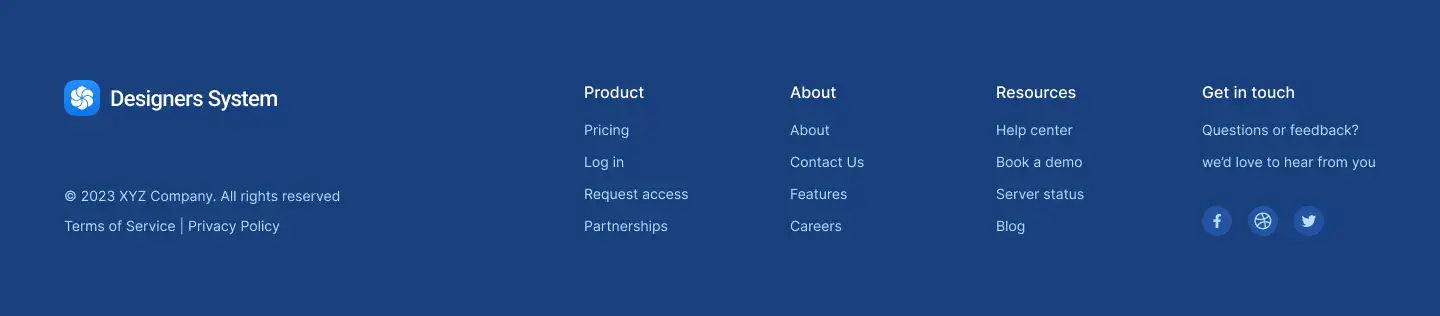 Designers System
© 2023 XYZ Company. All rights reserved
Terms of Service | Privacy Policy
Product
Pricing
Log in
Request access
Partnerships
About
About
Contact Us
Features
Careers
Resources
Help center
Book a demo
Server status
Blog
Get in touch
Questions or feedback?
we’d love to hear from you